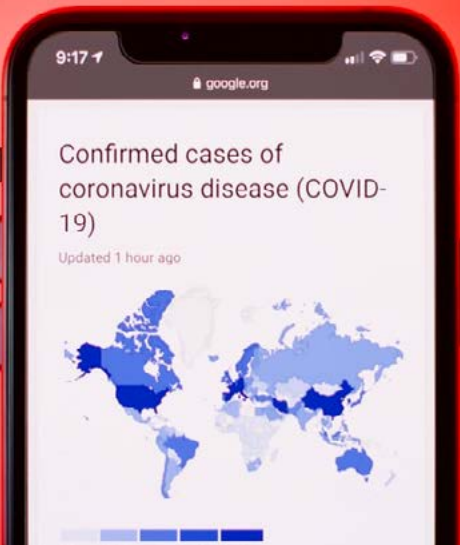 9:17
google.org
Confirmed cases of
coronavirus disease (COVID-
19)
Updated 1 hour ago